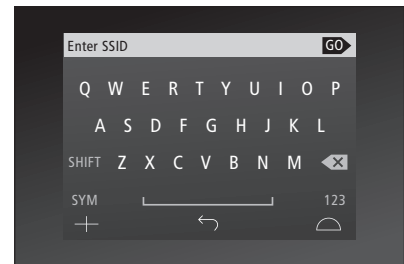 Enter SSID GO
Q W E R T Y U I O P
A S D F G H J K L
SHIFT Z X C V B N M
SYM 123